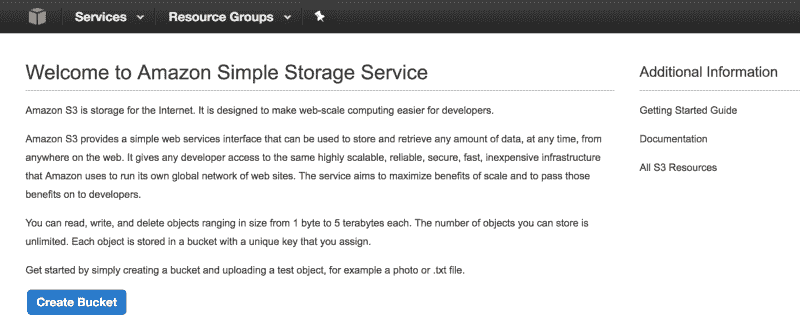 Services Resource Groups
Welcome to Amazon Simple Storage Service
Amazon S3 is storage for the Internet. It is designed to make web-scale computing easier for developers.
Amazon S3 provides a simple web services interface that can be used to store and retrieve any amount of data, at any time, from
anywhere on the web. It gives any developer access to the same highly scalable, reliable, secure, fast, inexpensive infrastructure
that Amazon uses to run its own global network of web sites. The service aims to maximize benefits of scale and to pass those
benefits on to developers.
You can read, write, and delete objects ranging in size from 1 byte to 5 terabytes each. The number of objects you can store is
unlimited. Each object is stored in a bucket with a unique key that you assign.
Get started by simply creating a bucket and uploading a test object, for example a photo or .txt file.
Create Bucket
Additional Information
Getting Started Guide
Documentation
All S3 Resources